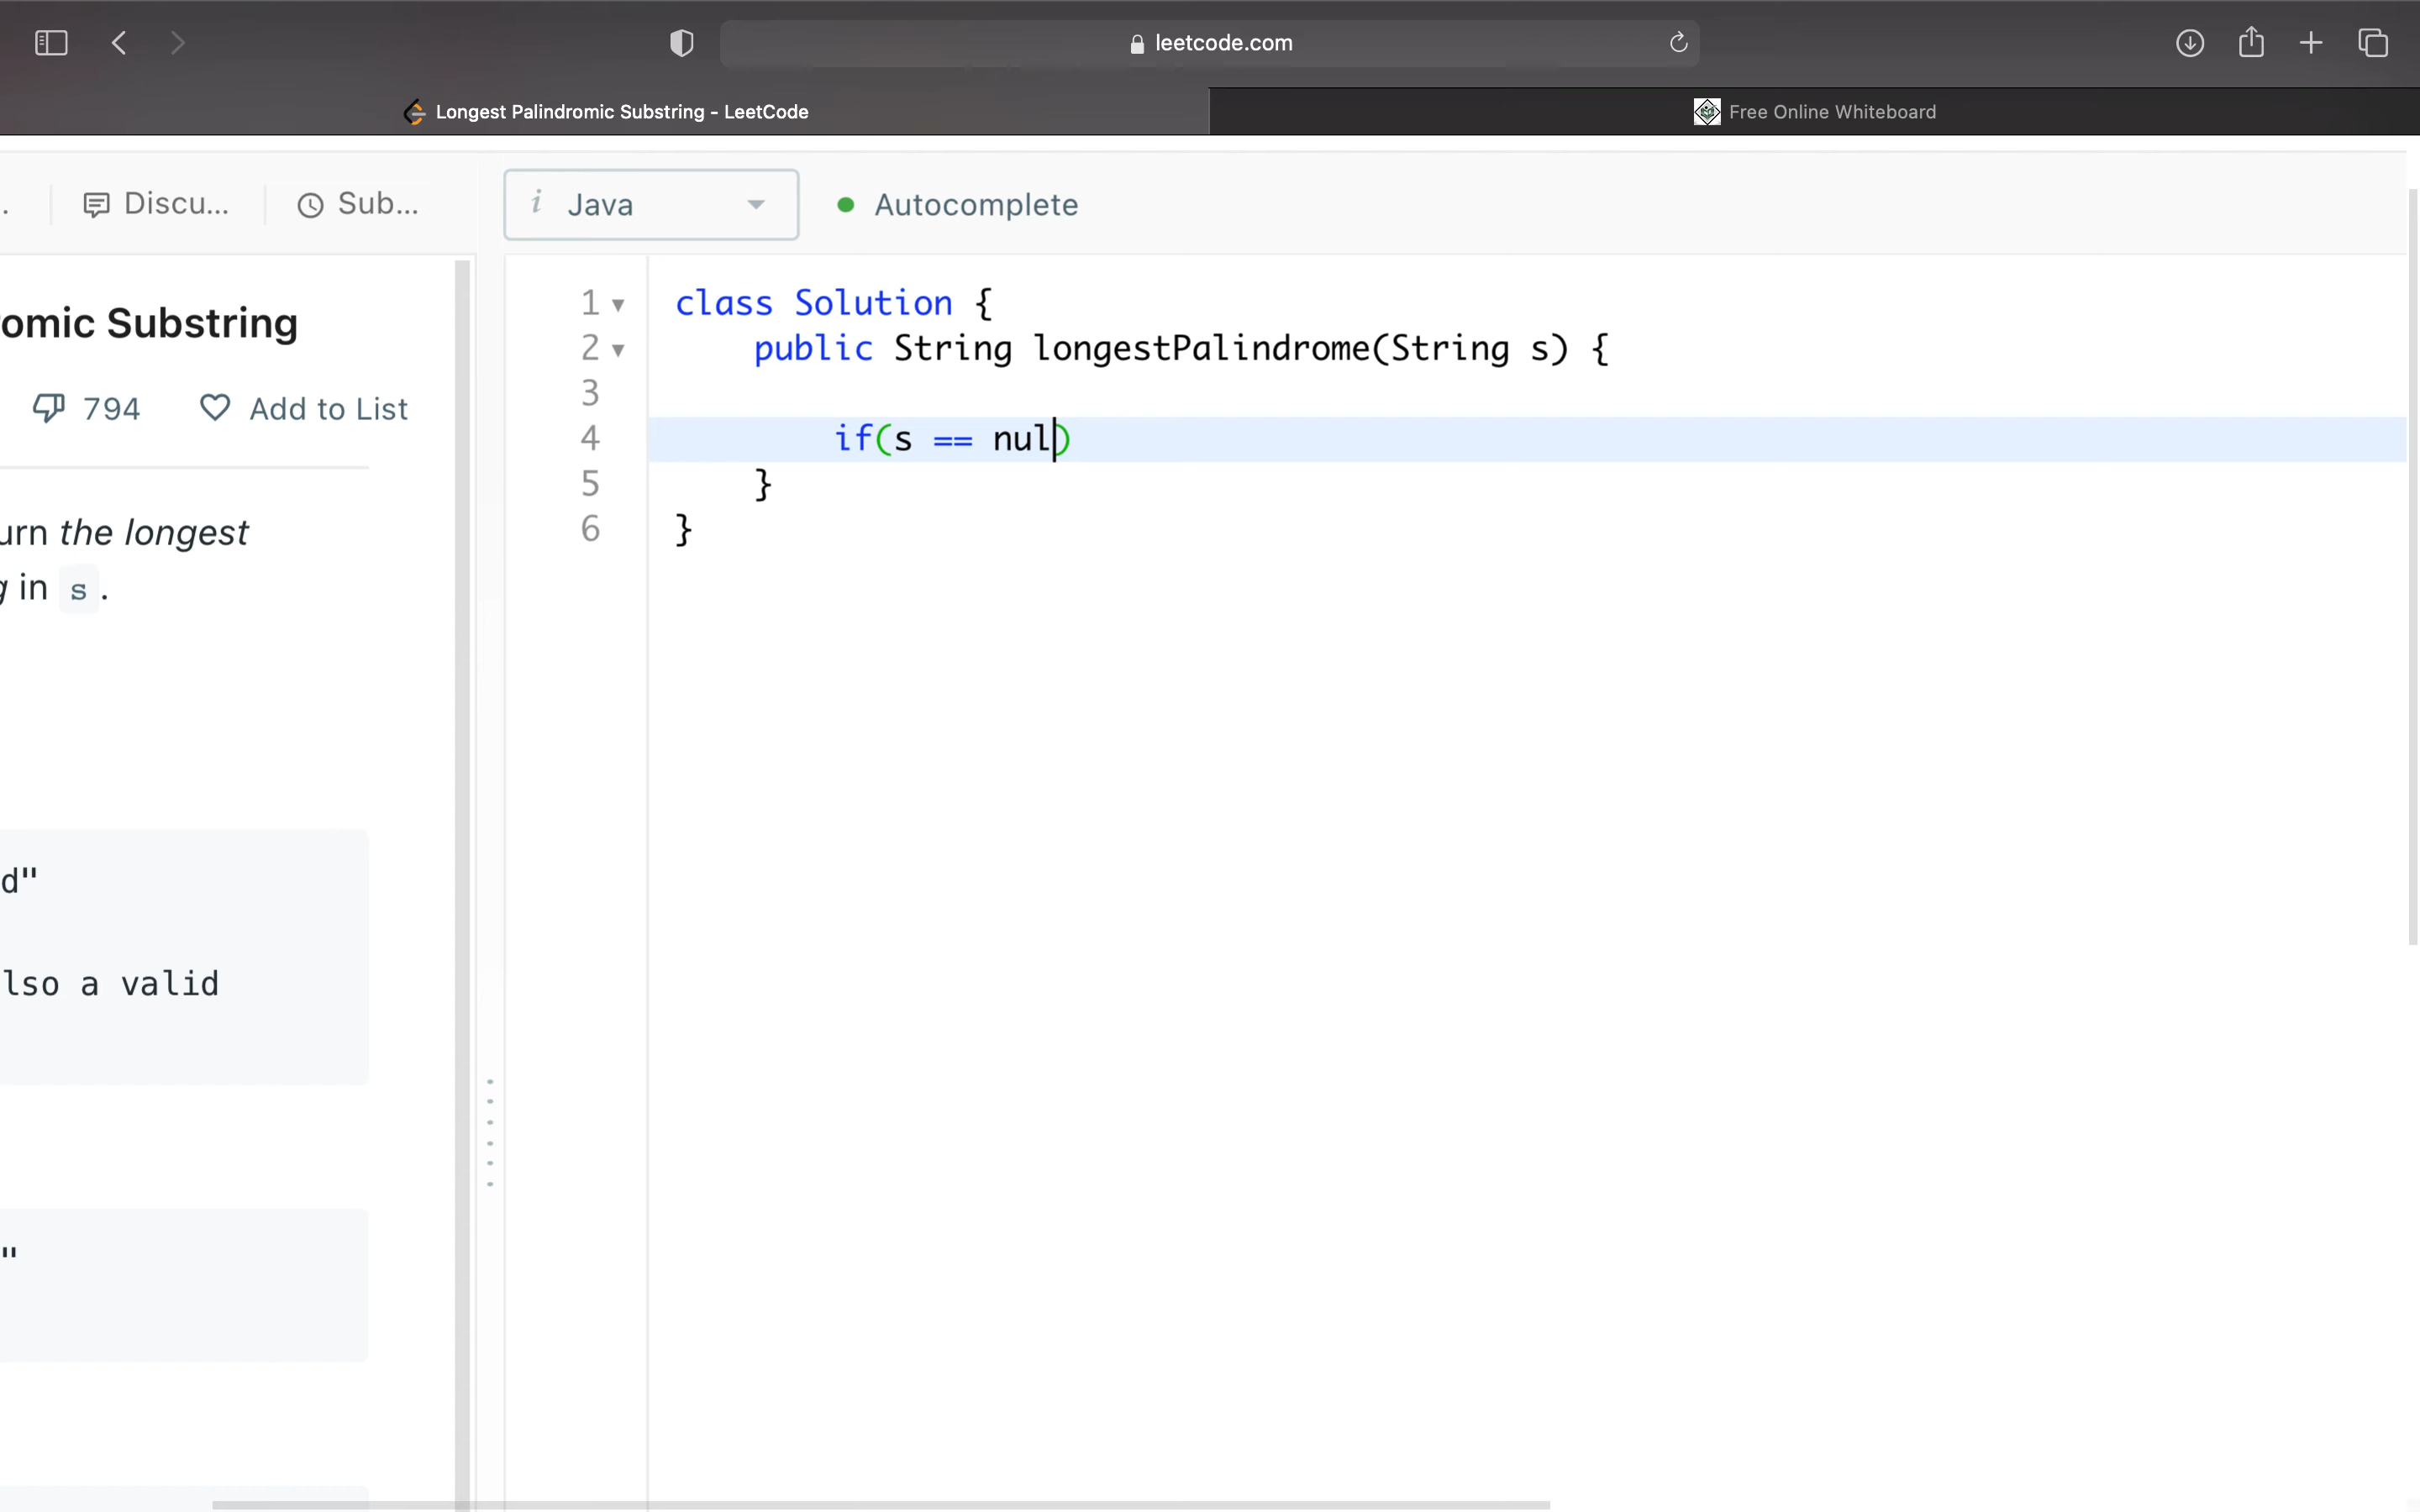 leetcode.com
Longest Palindromic Substring - LeetCode
Free Online Whiteboard
. Discu... Sub...
i Java
Autocomplete
omic Substring
794 Add to List
urn the longest
g in s .
d"
lso a valid
"
1 class Solution {
2 public String longestPalindrome(String s) {
3
4 if(s == nul)
5 }
6 }